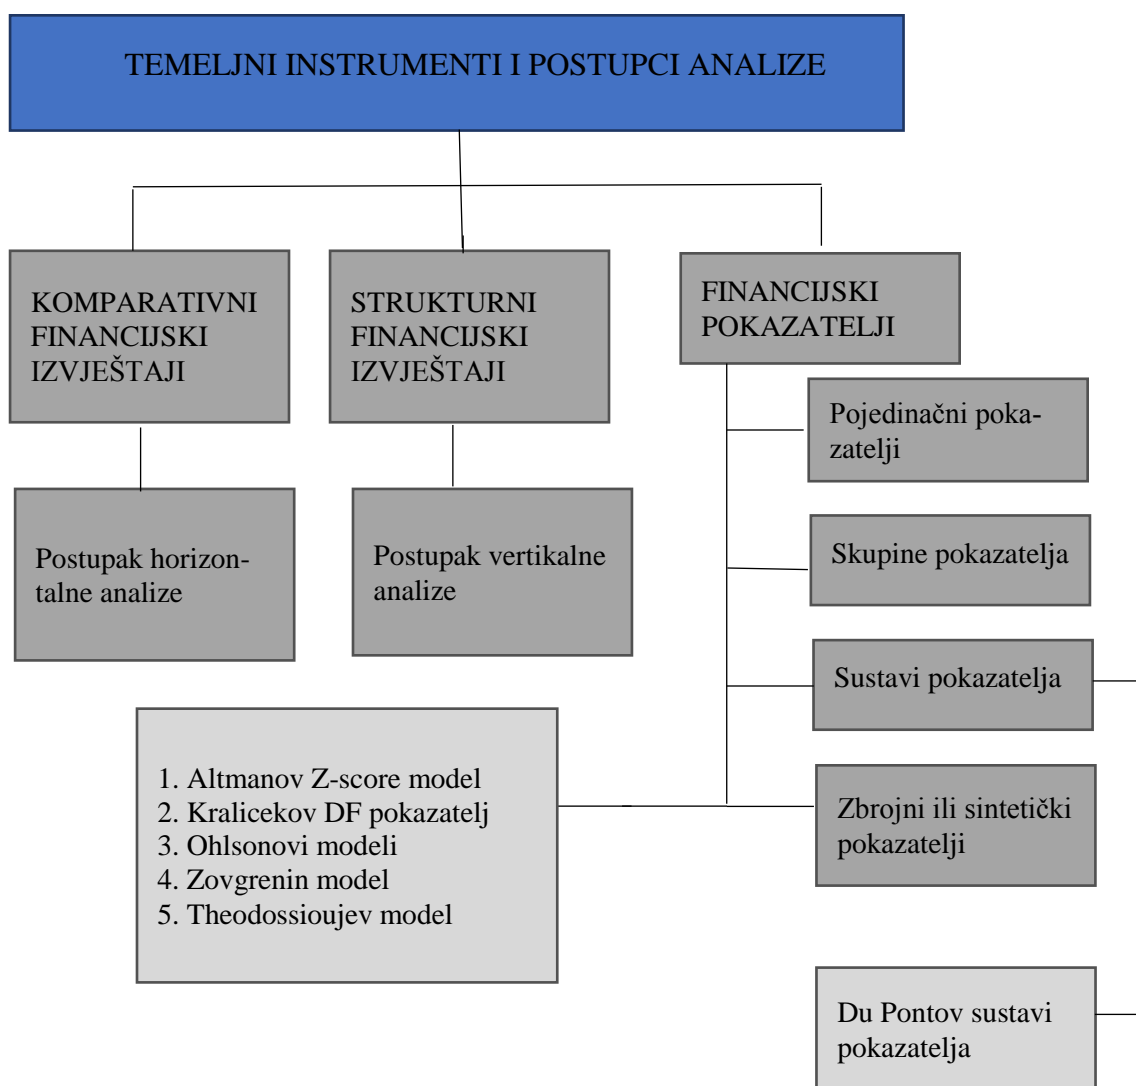 TEMELJNI INSTRUMENTI I POSTUPCI ANALIZE
KOMPARATIVNI
FINANCIJSKI
IZVJEŠTAJI
STRUKTURNI
FINANCIJSKI
IZVJEŠTAJI
FINANCIJSKI
POKAZATELJI
Pojedinačni poka-
zatelji
Postupak horizon-
talne analize
Postupak vertikalne
analize
Skupine pokazatelja
Sustavi pokazatelja
1. Altmanov Z-score model
2. Kralicekov DF pokazatelj
3. Ohlsonovi modeli
4. Zovgrenin model
5. Theodossioujev model
Zbrojni ili sintetički
pokazatelji
Du Pontov sustavi
pokazatelja